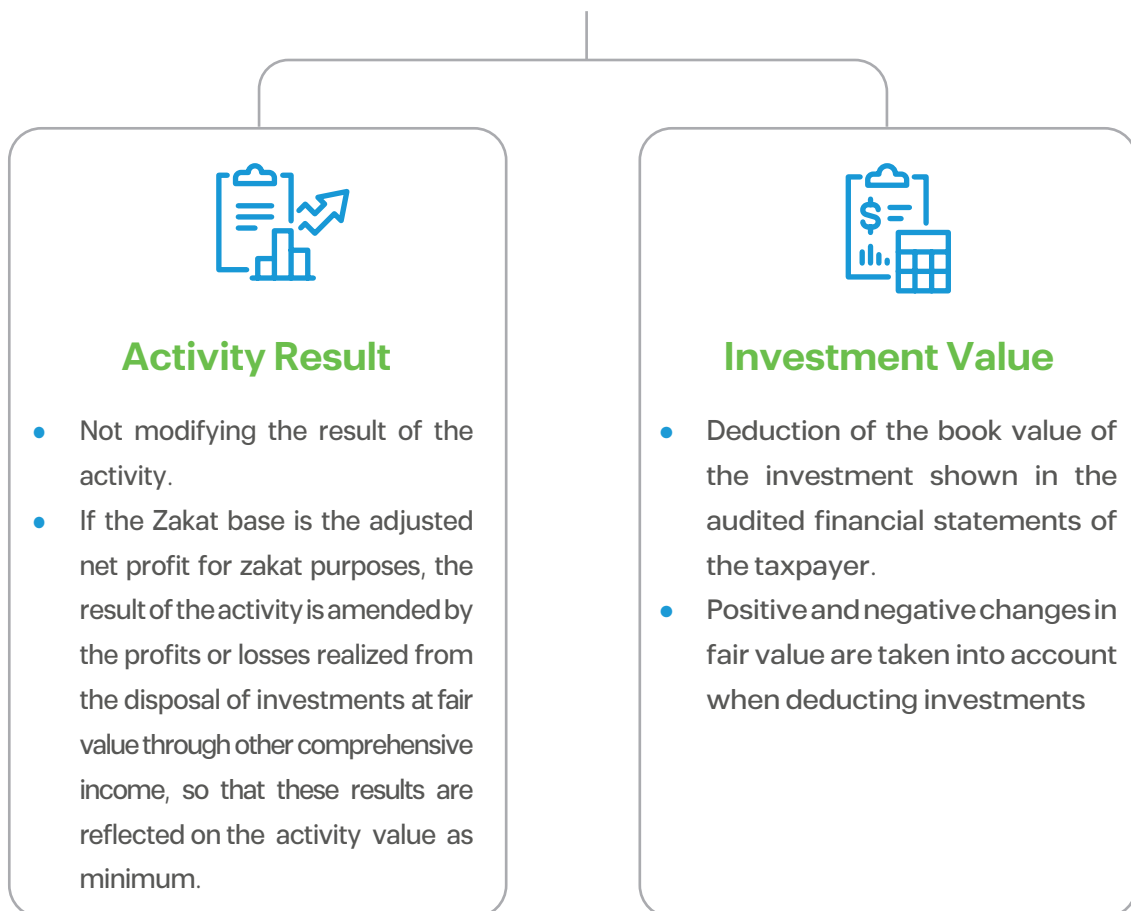 Activity Result
● Not modifying the result of the
activity.
● If the Zakat base is the adjusted
net profit for zakat purposes, the
result of the activity is amended by
the profits or losses realized from
the disposal of investments at fair
value through other comprehensive
income, so that these results are
reflected on the activity value as
minimum.
Investment Value
● Deduction of the book value of
the investment shown in the
audited financial statements of
the taxpayer.
● Positive and negative changes in
fair value are taken into account
when deducting investments